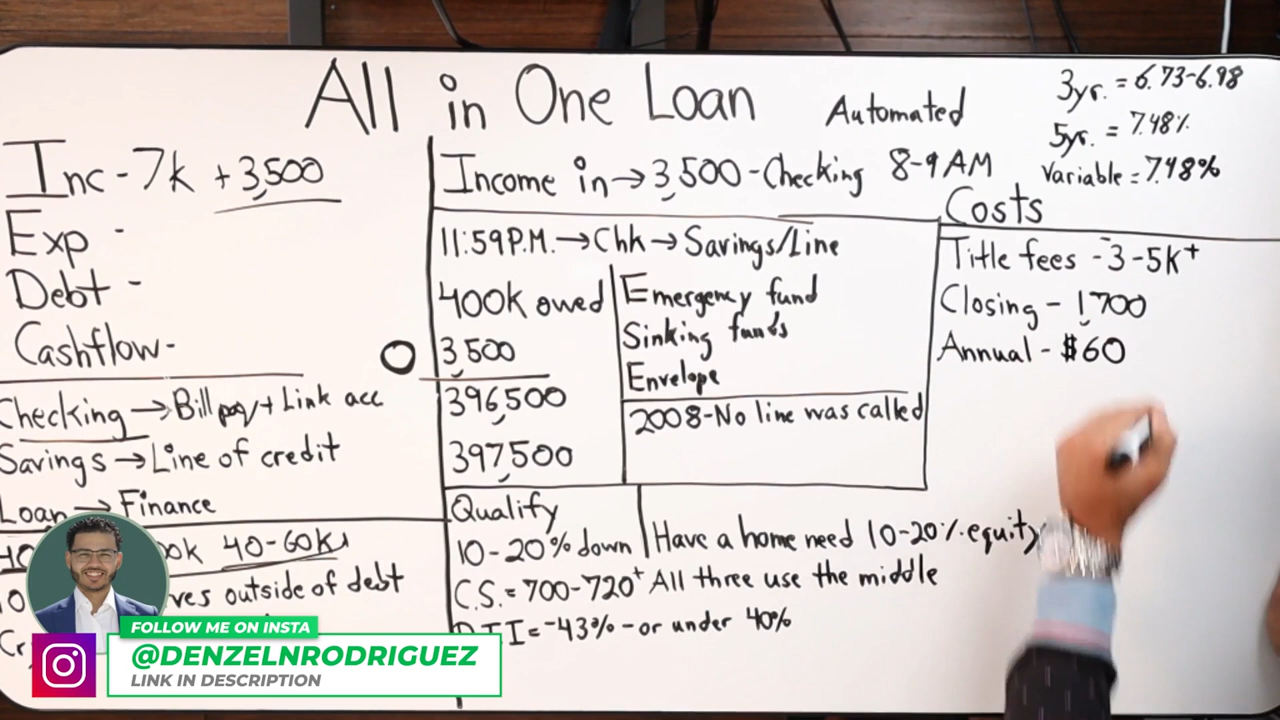 All in One Loan
Automated
3yr. = 6.73-6.98
5yr. = 7.48%
Variable = 7.48%
Inc - 7k + 3,500
Exp -
Debt -
Cashflow -
Checking → Bill pay + Link acc
Savings → Line of credit
Loan → Finance
40-60k
ves outside of debt
Income in → 3,500 - Checking 8-9 AM
11:59 P.M. → Chk → Savings/Line
400k owed
3,500
396,500
397,500
Emergency fund
Sinking funds
Envelope
2008 - No line was called
Qualify
10-20% down
Have a home need 10-20% equity
C.S. = 700-720+ All three use the middle
= -43% - or under 40%
Costs
Title fees - 3-5k+
Closing - 1,700
Annual - $60
FOLLOW ME ON INSTA
@DENZELNRODRIGUEZ
LINK IN DESCRIPTION